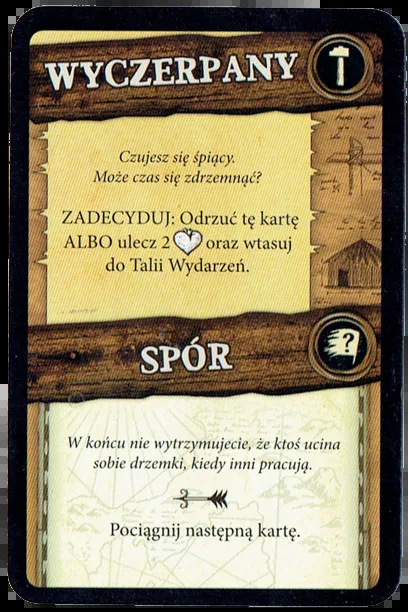 WYCZERPANY
Czujesz się śpiący.
Może czas się zdrzemnąć?
ZADECYDUJ: Odrzuć tę kartę
ALBO ulecz 2 oraz wtasuj
do Talii Wydarzeń.
?
SPÓR
W końcu nie wytrzymujecie, że ktoś ucina
sobie drzemki, kiedy inni pracują.
Pociągnij następną kartę.